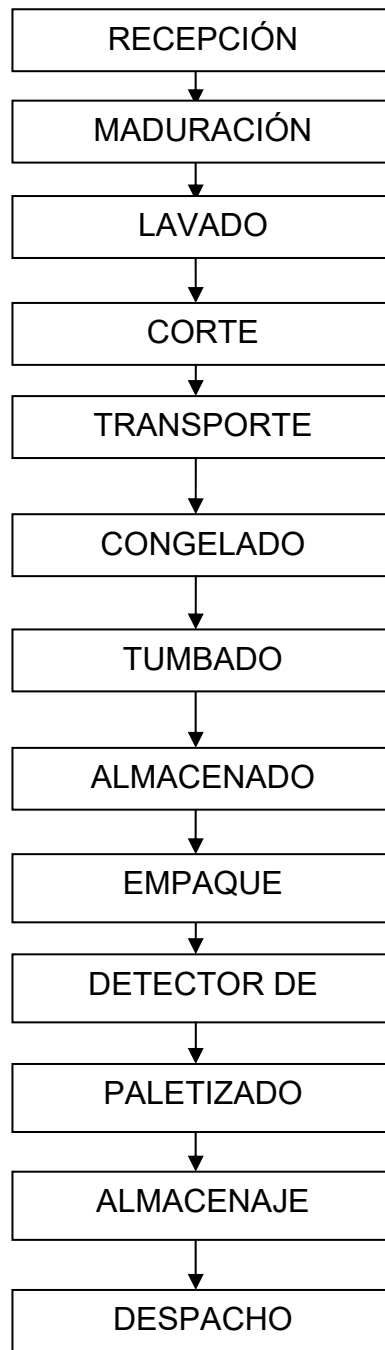 RECEPCIÓN
MADURACIÓN
LAVADO
CORTE
TRANSPORTE
CONGELADO
TUMBADO
ALMACENADO
EMPAQUE
DETECTOR DE
PALETIZADO
ALMACENAJE
DESPACHO